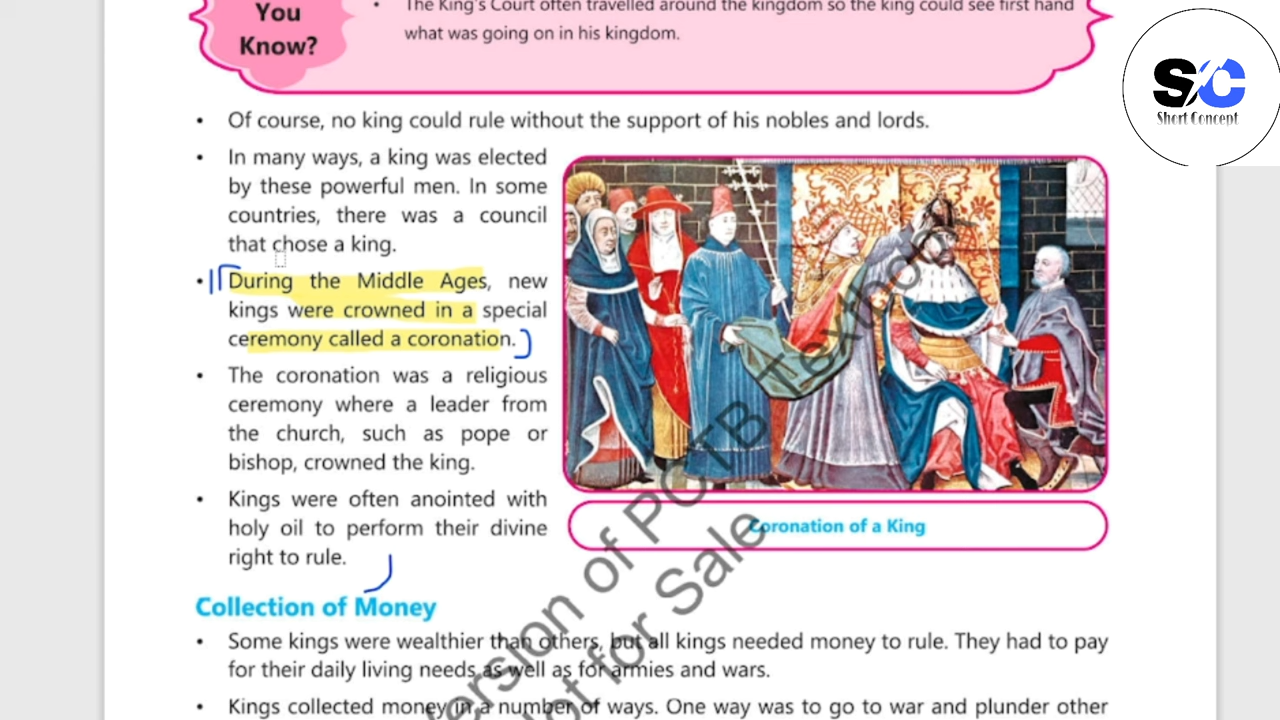 You
Know?
• The King's Court often travelled around the kingdom so the king could see first hand
what was going on in his kingdom.
SC
Short Concept
• Of course, no king could rule without the support of his nobles and lords.
• In many ways, a king was elected
by these powerful men. In some
countries, there was a council
that chose a king.
• During the Middle Ages, new
kings were crowned in a special
ceremony called a coronation.
• The coronation was a religious
ceremony where a leader from
the church, such as pope or
bishop, crowned the king.
• Kings were often anointed with
holy oil to perform their divine
right to rule.
Coronation of a King
Collection of Money
• Some kings were wealthier than others, but all kings needed money to rule. They had to pay
for their daily living needs as well as for armies and wars.
• Kings collected money in a number of ways. One way was to go to war and plunder other
Version of PCTB Textbook
Not for Sale